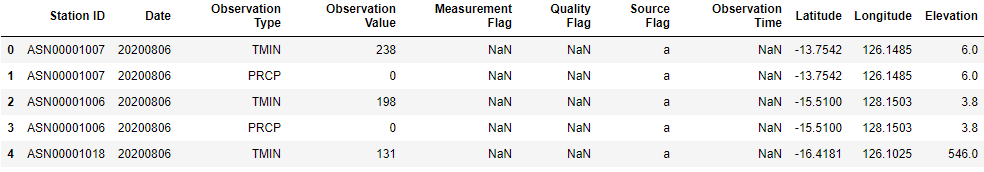 Station ID Date Observation Type Observation Value Measurement Flag Quality Flag Source Flag Observation Time Latitude Longitude Elevation
0 ASN00001007 20200806 TMIN 238 NaN NaN a NaN -13.7542 126.1485 6.0
1 ASN00001007 20200806 PRCP 0 NaN NaN a NaN -13.7542 126.1485 6.0
2 ASN00001006 20200806 TMIN 198 NaN NaN a NaN -15.5100 128.1503 3.8
3 ASN00001006 20200806 PRCP 0 NaN NaN a NaN -15.5100 128.1503 3.8
4 ASN00001018 20200806 TMIN 131 NaN NaN a NaN -16.4181 126.1025 546.0